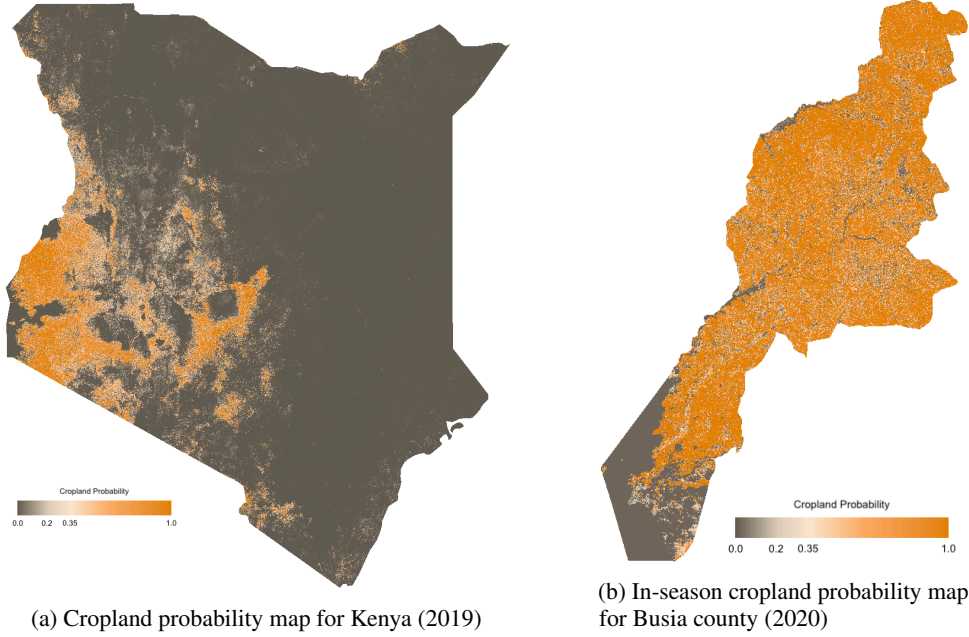 Cropland Probability
0.0 0.2 0.35 1.0
(a) Cropland probability map for Kenya (2019)
Cropland Probability
0.0 0.2 0.35 1.0
(b) In-season cropland probability map
for Busia county (2020)